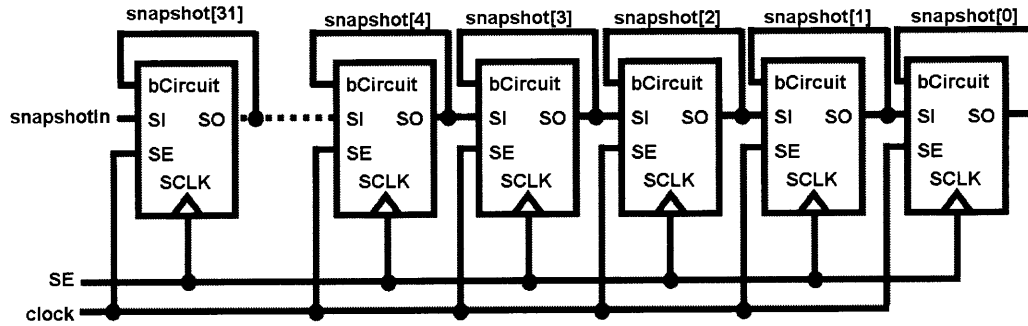 snapshot[31] snapshot[4] snapshot[3] snapshot[2] snapshot[1] snapshot[0]
bCircuit bCircuit bCircuit bCircuit bCircuit bCircuit
snapshotIn SI SO SI SO SI SO SI SO SI SO SI SO
SE SE SE SE SE SE
SCLK SCLK SCLK SCLK SCLK SCLK
SE
clock